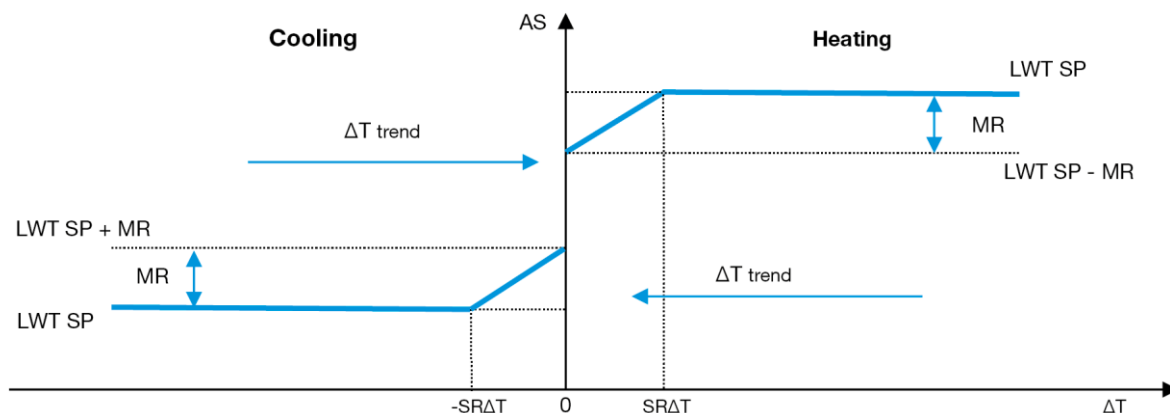 AS
Cooling
Heating
LWT SP
ΔT trend
MR
LWT SP - MR
LWT SP + MR
MR
ΔT trend
LWT SP
-SRΔT
0
SRΔT
ΔT